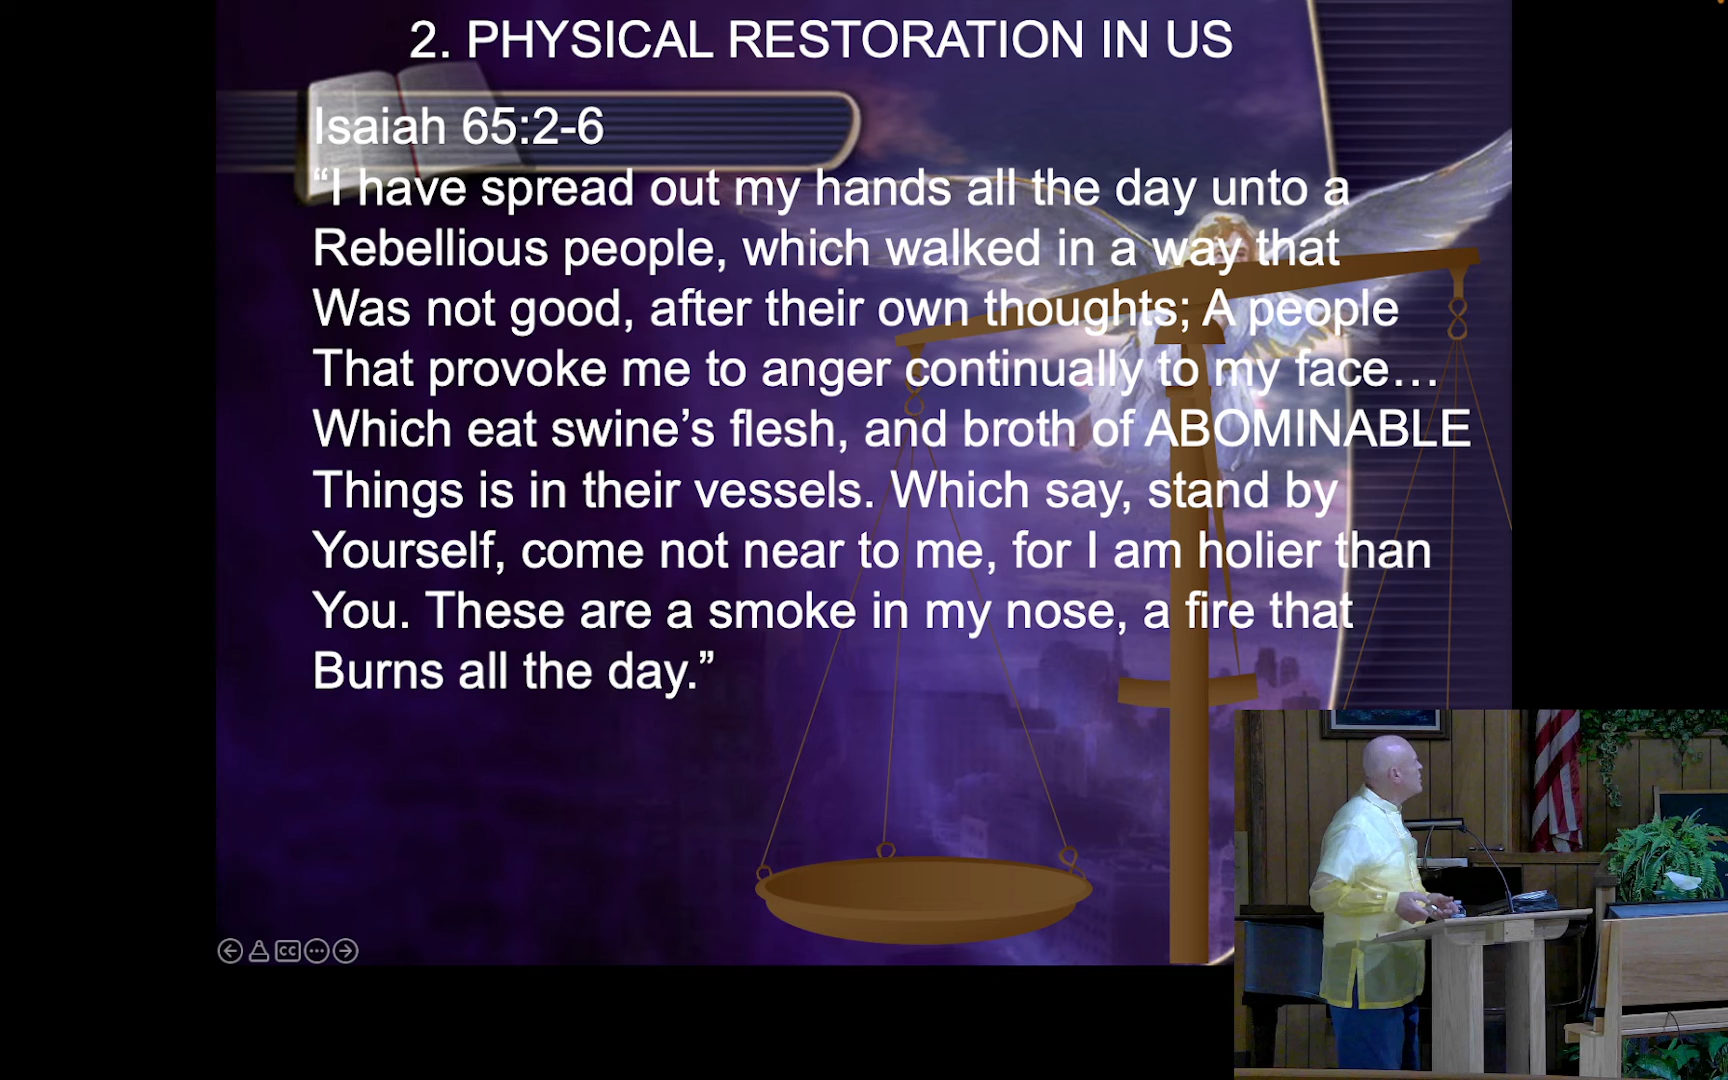 2. PHYSICAL RESTORATION IN US
Isaiah 65:2-6
“I have spread out my hands all the day unto a
Rebellious people, which walked in a way that
Was not good, after their own thoughts; A people
That provoke me to anger continually to my face…
Which eat swine’s flesh, and broth of ABOMINABLE
Things is in their vessels. Which say, stand by
Yourself, come not near to me, for I am holier than
You. These are a smoke in my nose, a fire that
Burns all the day.”
CC